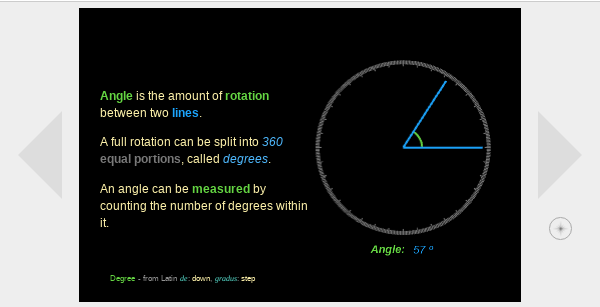 Angle is the amount of rotation
between two lines.
A full rotation can be split into 360
equal portions, called degrees.
An angle can be measured by
counting the number of degrees within
it.
Angle: 57 º
Degree - from Latin de: down, gradus: step